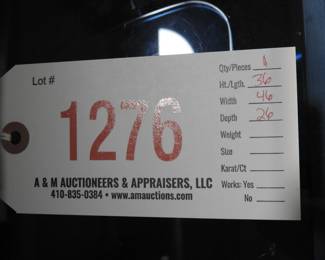 Lot #
1276
A & M AUCTIONEERS & APPRAISERS, LLC
410-835-0384 • www.amauctions.com
Qty/Pieces 1
Ht./Lgth. 36
Width 46
Depth 26
Weight
Size
Karat/Ct
Works: Yes
No